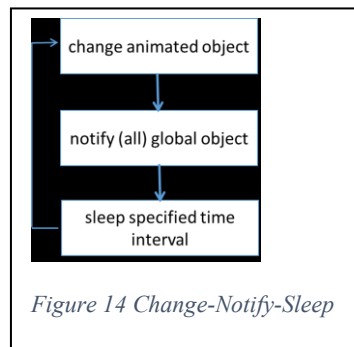 change animated object
notify (all) global object
sleep specified time
interval
Figure 14 Change-Notify-Sleep